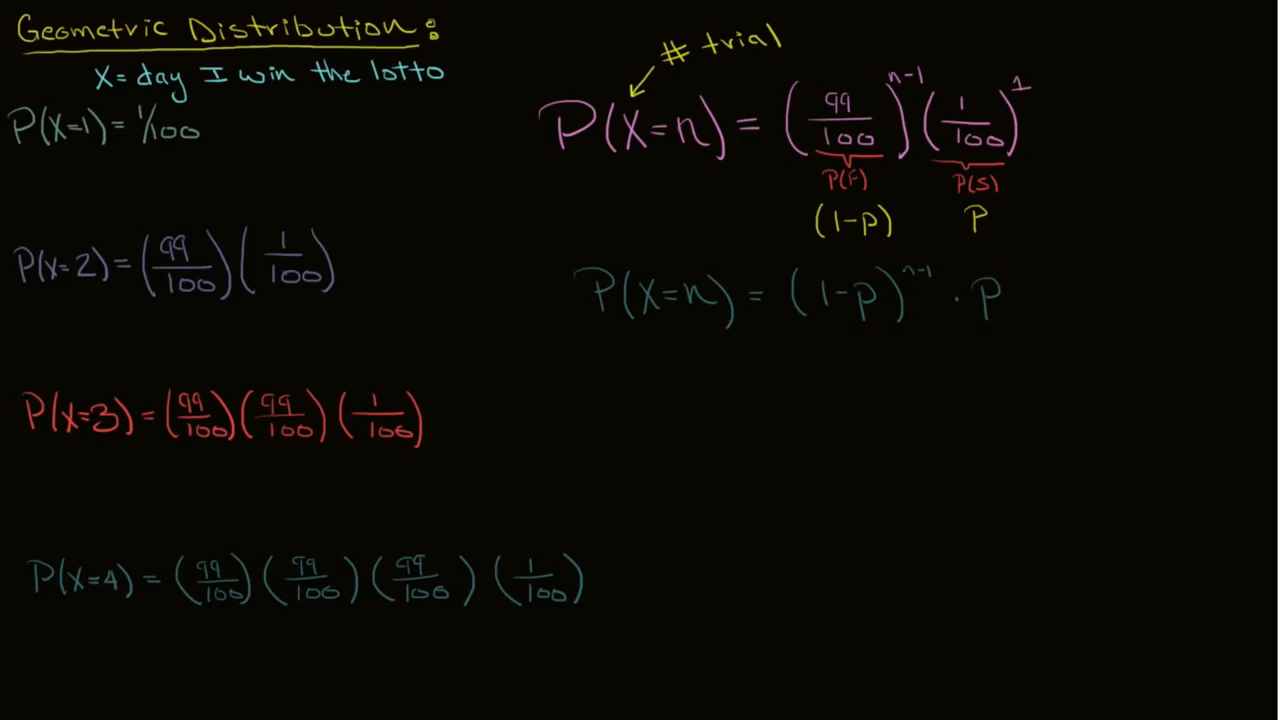 Geometric Distribution:
X = day I win the lotto
P(X=1) = 1/100
P(X=2) = (99/100)(1/100)
P(X=3) = (99/100)(99/100)(1/100)
P(X=4) = (99/100)(99/100)(99/100)(1/100)
# trial
P(X=n) = (99/100)^n-1 (1/100)^1
P(F) P(S)
(1-p) P
P(X=n) = (1-p)^n-1 · P